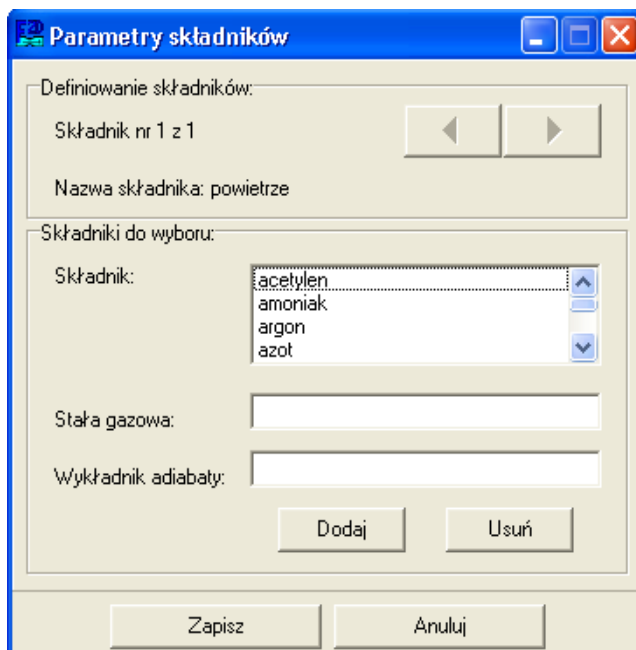 Parametry składników
Definiowanie składników:
Składnik nr 1 z 1
Nazwa składnika: powietrze
Składniki do wyboru:
Składnik:
acetylen
amoniak
argon
azot
Stała gazowa:
Wykładnik adiabaty:
Dodaj
Usuń
Zapisz
Anuluj